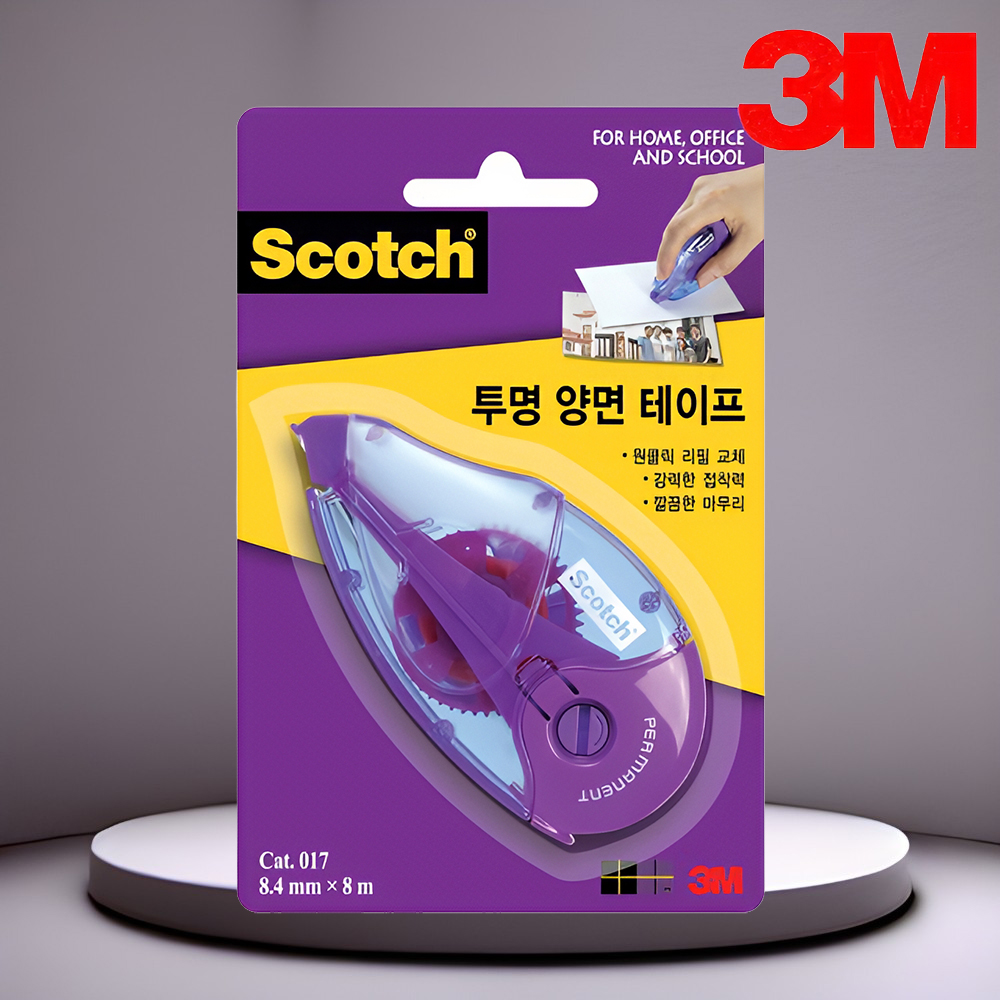 3M
FOR HOME, OFFICE
AND SCHOOL
Scotch
투명 양면 테이프
• 원클릭 리필 교체
• 강력한 접착력
• 깔끔한 마무리
Scotch
PERMANENT
Cat. 017
8.4 mm × 8 m
3M